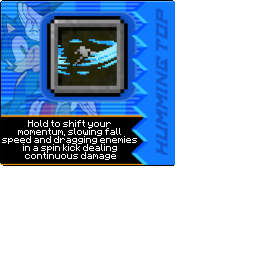 HUMMING TOP
Hold to shift your
momentum, slowing fall
speed and dragging enemies
in a spin kick dealing
continuous damage